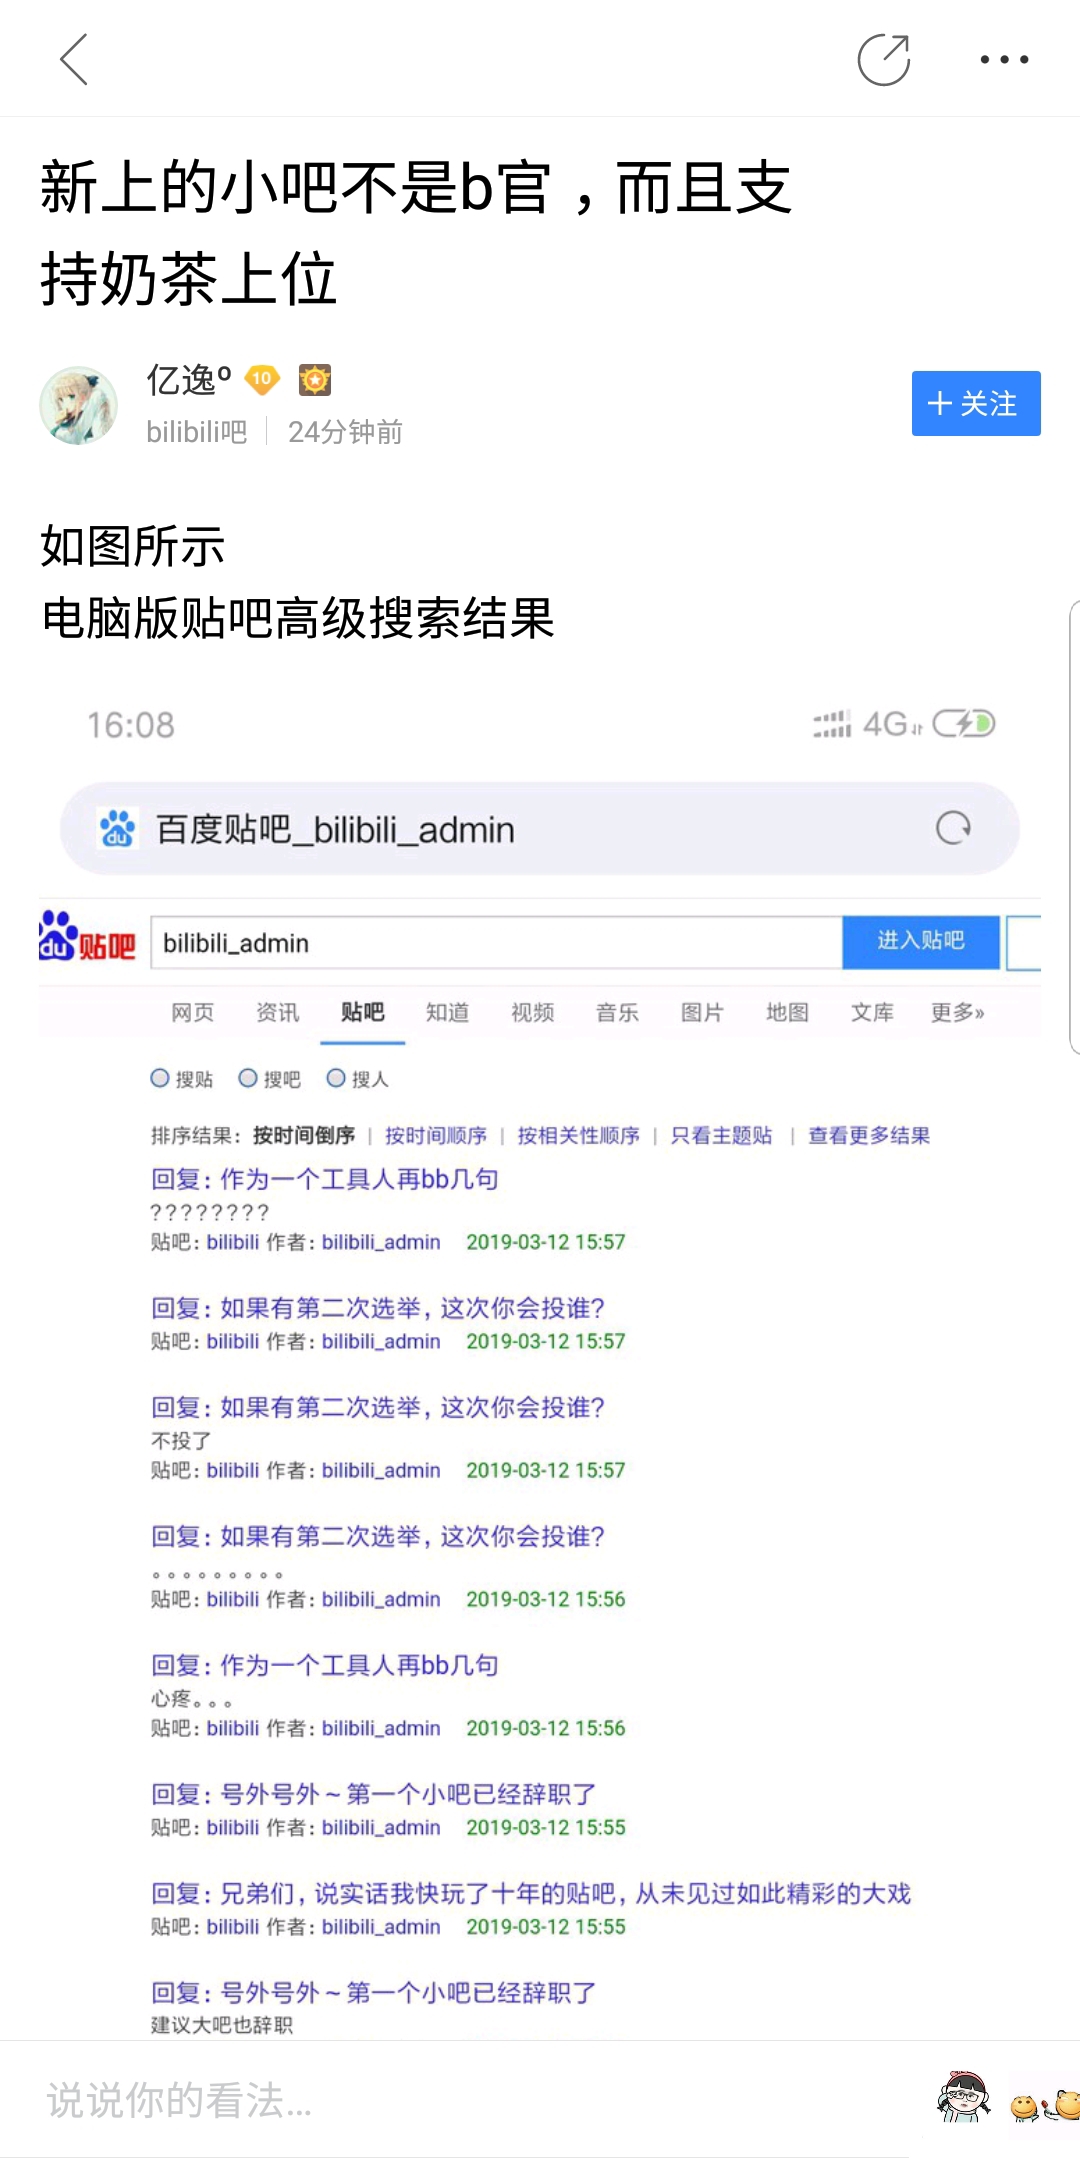 新上的小吧不是b官，而且支
持奶茶上位
亿逸º 10
bilibili吧 24分钟前
+关注
如图所示
电脑版贴吧高级搜索结果
16:08 4G
du 百度贴吧_bilibili_admin
du贴吧 bilibili_admin 进入贴吧
网页 资讯 贴吧 知道 视频 音乐 图片 地图 文库 更多»
搜贴 搜吧 搜人
排序结果：按时间倒序 | 按时间顺序 | 按相关性顺序 | 只看主题贴 | 查看更多结果
回复：作为一个工具人再bb几句
????????
贴吧：bilibili 作者：bilibili_admin 2019-03-12 15:57
回复：如果有第二次选举，这次你会投谁？
贴吧：bilibili 作者：bilibili_admin 2019-03-12 15:57
回复：如果有第二次选举，这次你会投谁？
不投了
贴吧：bilibili 作者：bilibili_admin 2019-03-12 15:57
回复：如果有第二次选举，这次你会投谁？
。。。。。。。。。
贴吧：bilibili 作者：bilibili_admin 2019-03-12 15:56
回复：作为一个工具人再bb几句
心疼。。。
贴吧：bilibili 作者：bilibili_admin 2019-03-12 15:56
回复：号外号外～第一个小吧已经辞职了
贴吧：bilibili 作者：bilibili_admin 2019-03-12 15:55
回复：兄弟们，说实话我快玩了十年的贴吧，从未见过如此精彩的大戏
贴吧：bilibili 作者：bilibili_admin 2019-03-12 15:55
回复：号外号外～第一个小吧已经辞职了
建议大吧也辞职
说说你的看法...